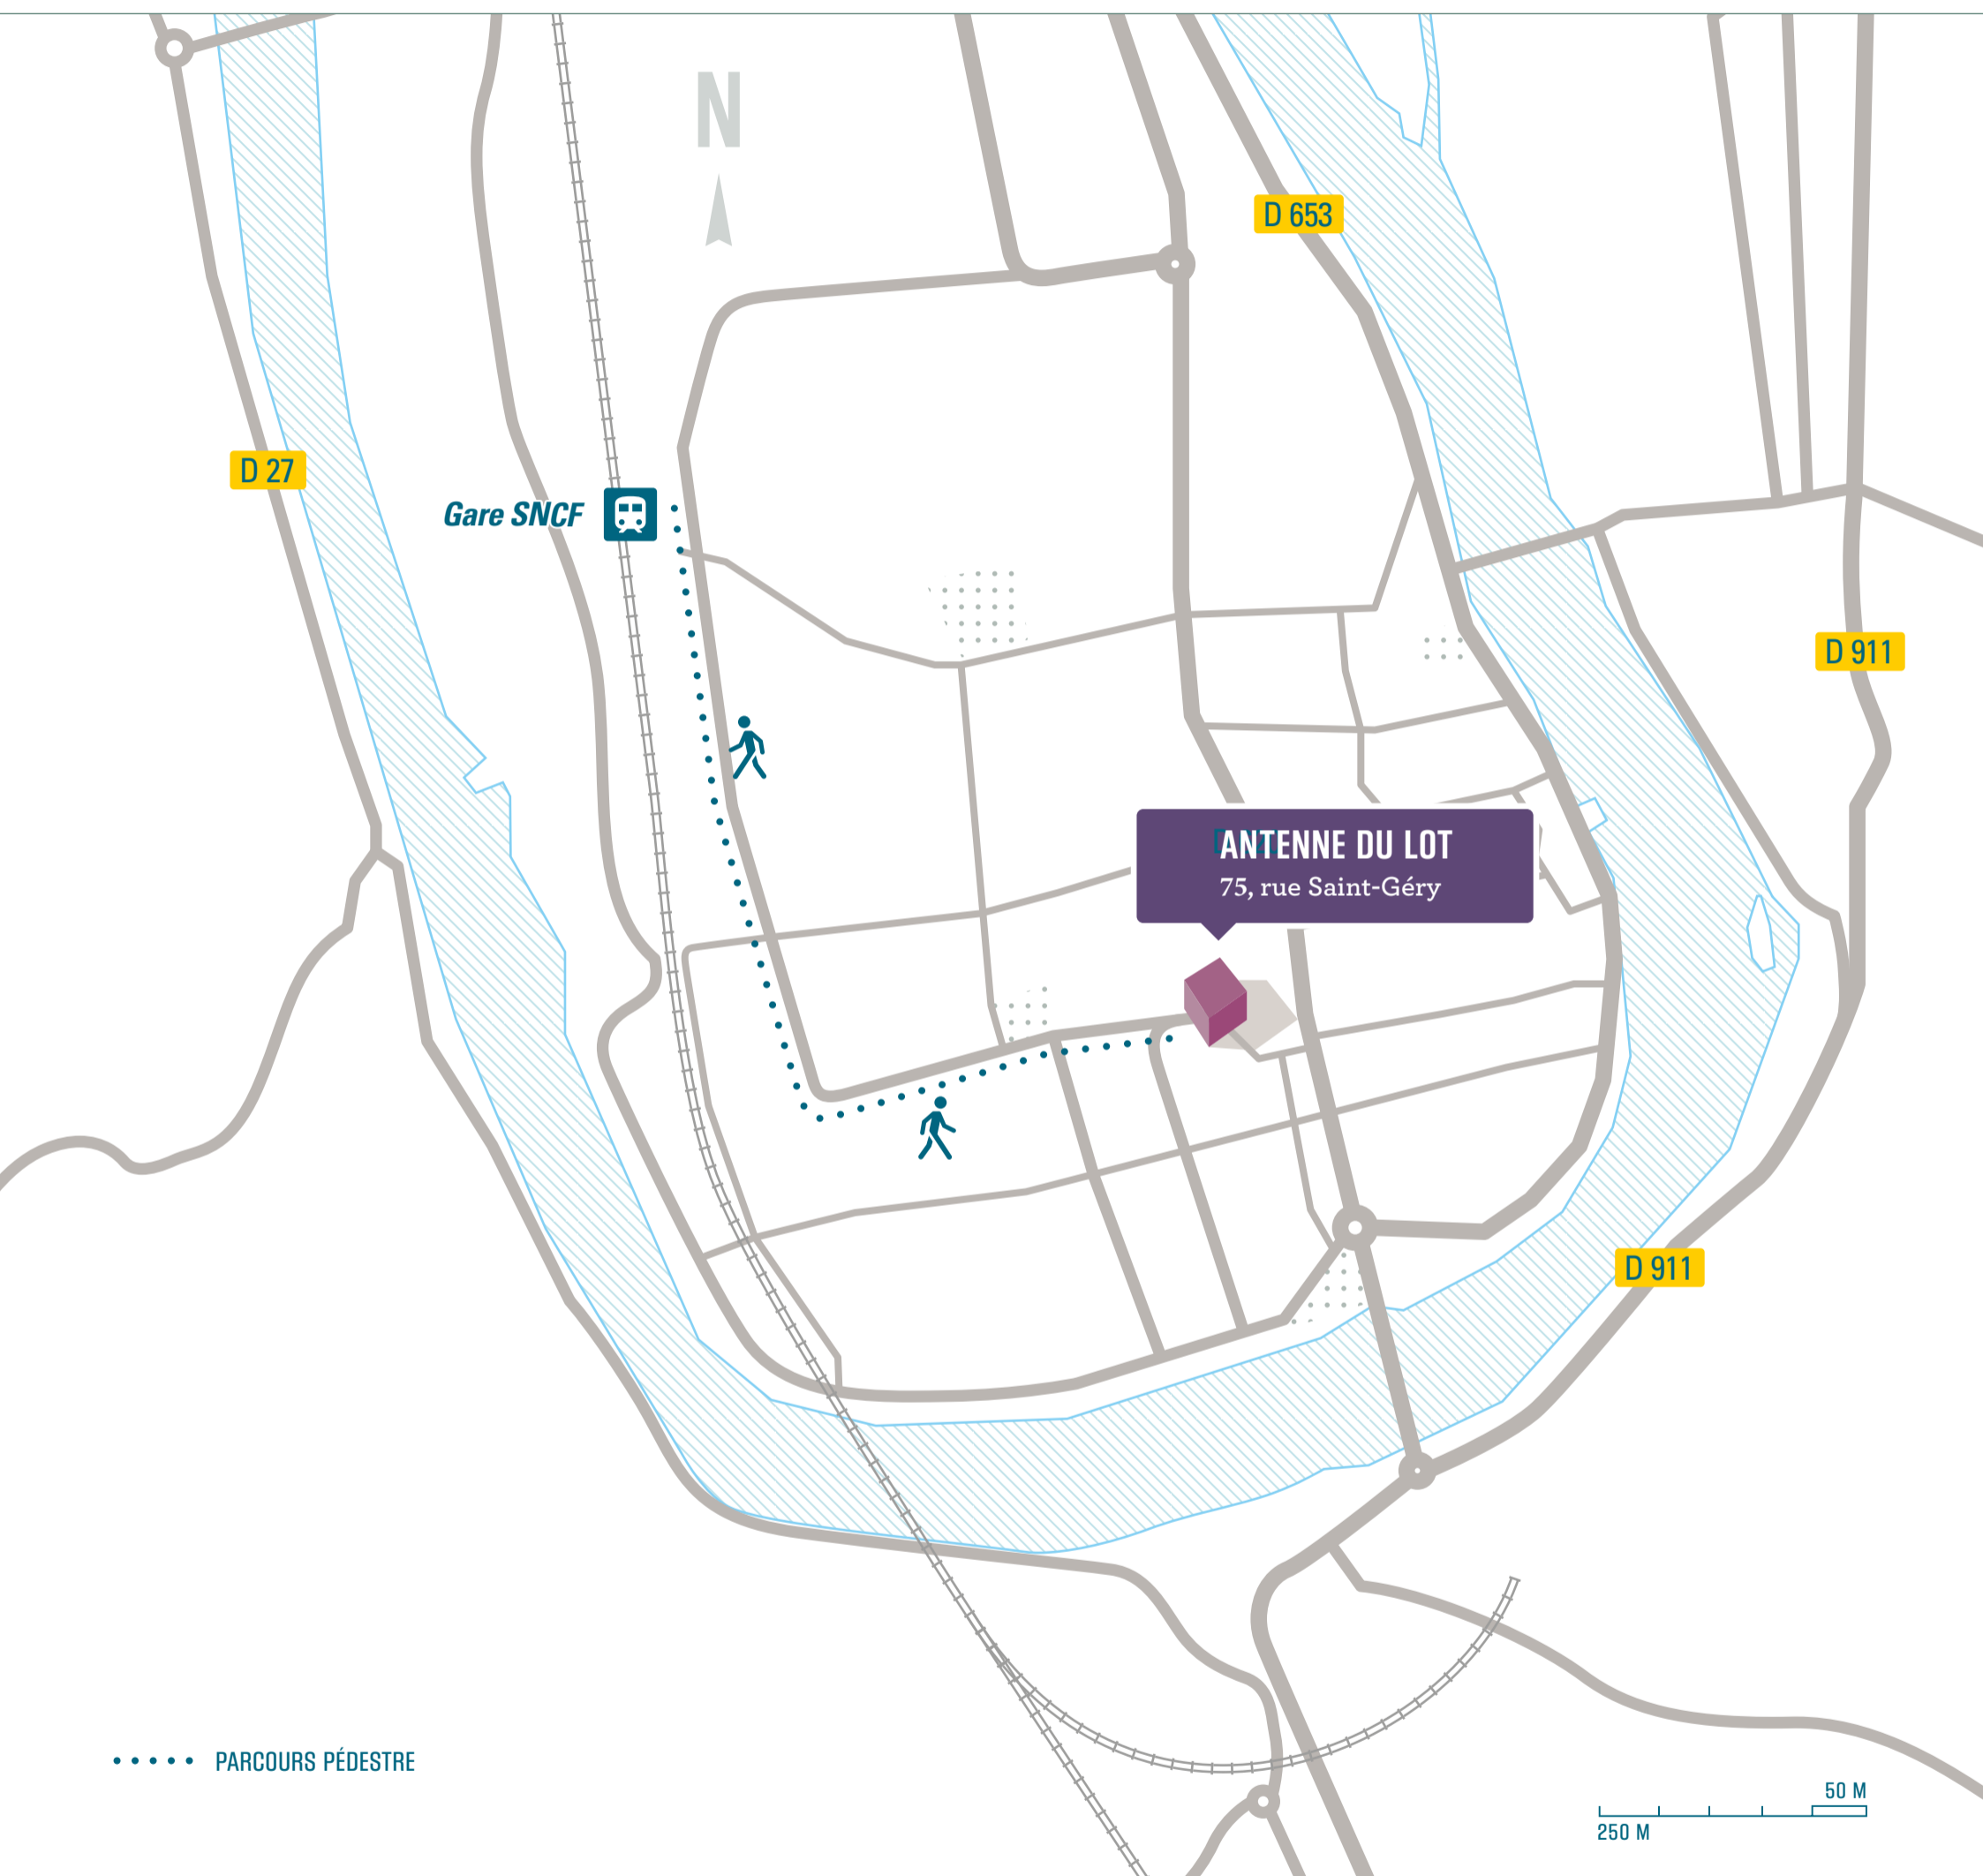 N
D 653
D 27
Gare SNCF
D 911
ANTENNE DU LOT
75, rue Saint-Géry
D 911
PARCOURS PÉDESTRE
50 M
250 M